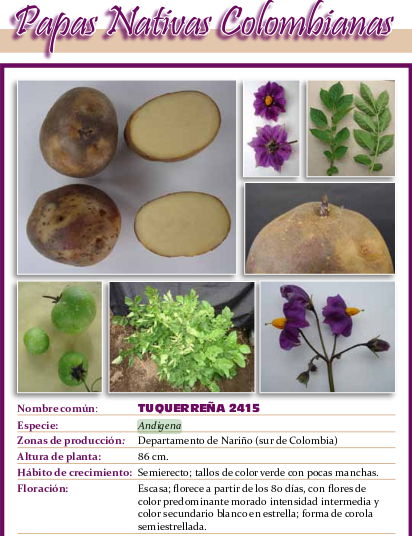 Papas Nativas Colombianas
Nombre común: TUQUERREÑA 2415
Especie: Andigena
Zonas de producción: Departamento de Nariño (sur de Colombia)
Altura de planta: 86 cm.
Hábito de crecimiento: Semierecto; tallos de color verde con pocas manchas.
Floración: Escasa; florece a partir de los 80 días, con flores de
color predominante morado intensidad intermedia y
color secundario blanco en estrella; forma de corola
semiestrellada.